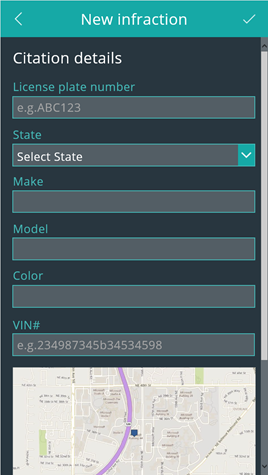 New infraction
Citation details
License plate number
e.g.ABC123
State
Select State
Make
Model
Color
VIN#
e.g.234987345b34534598